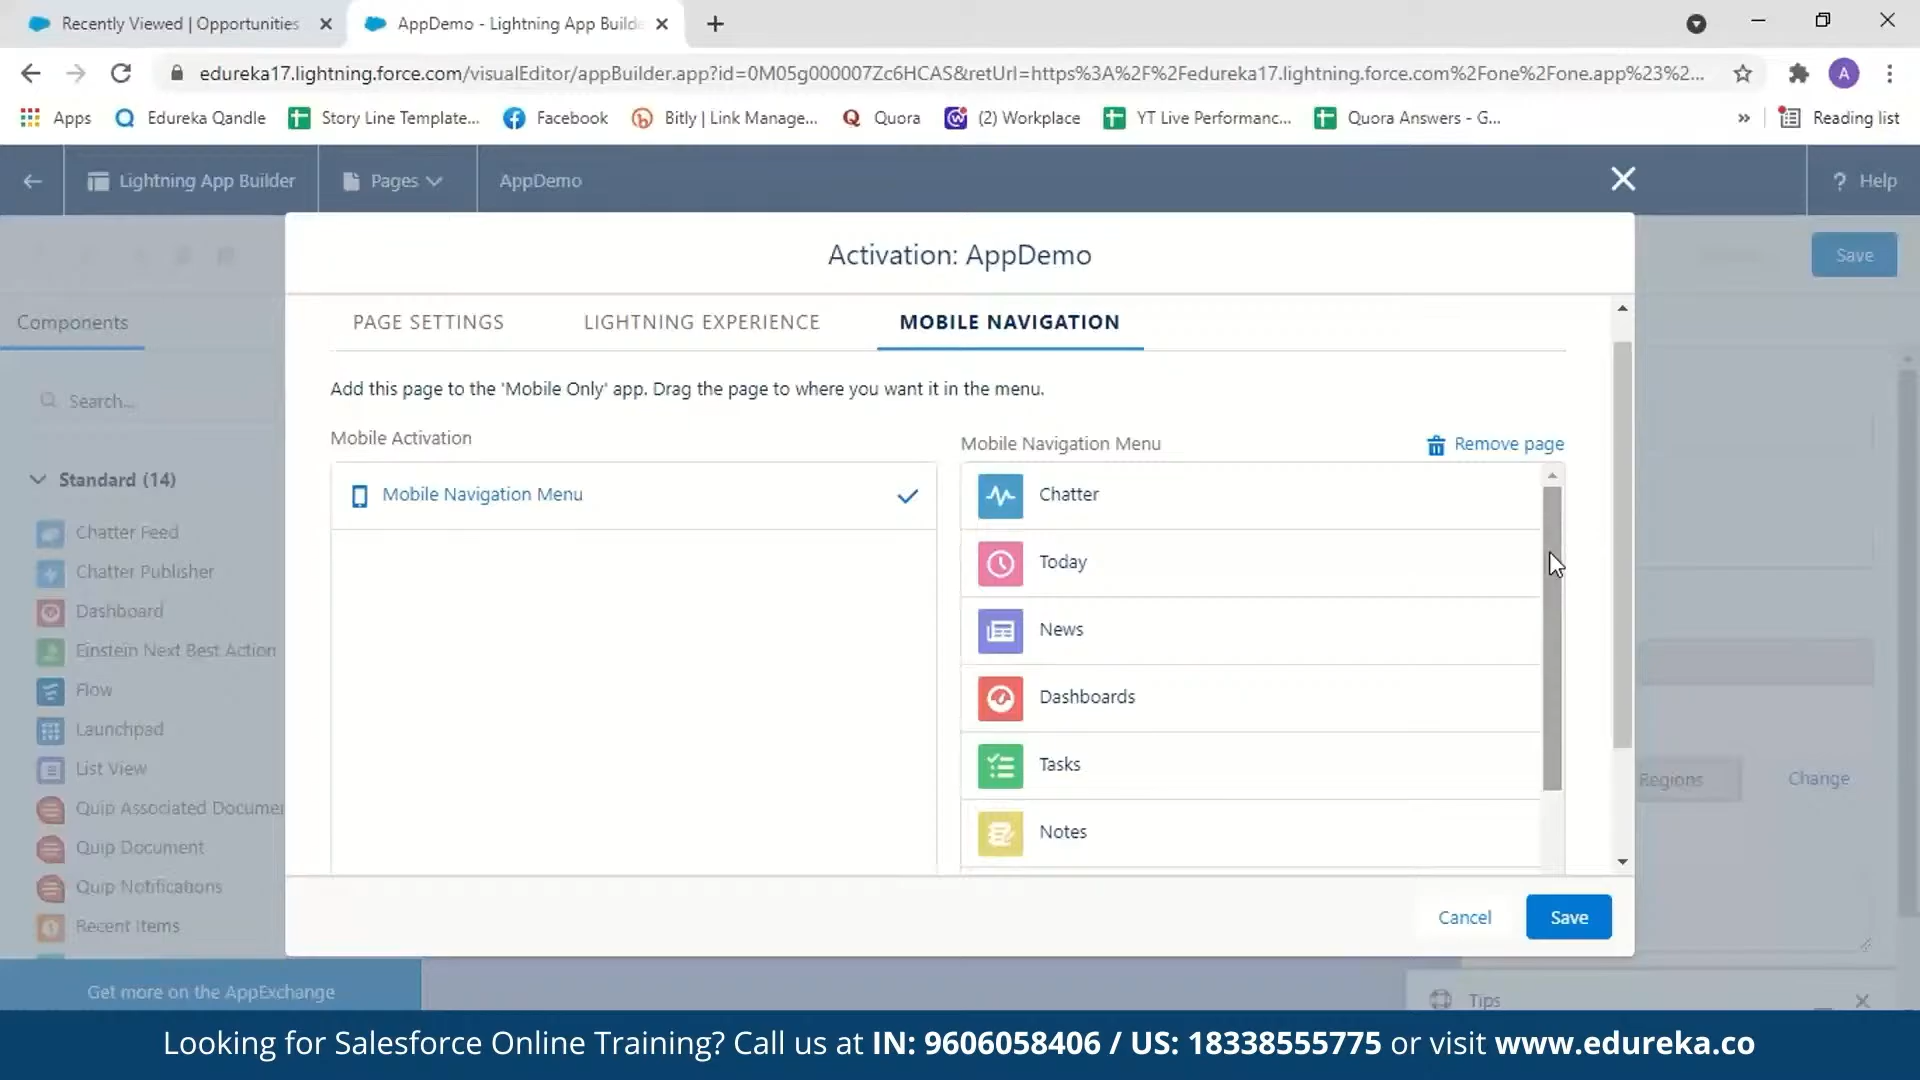 Recently Viewed | Opportunities
AppDemo - Lightning App Builde
edureka17.lightning.force.com/visualEditor/appBuilder.app?id=0M05g000007Zc6HCAS&retUrl=https%3A%2F%2Fedureka17.lightning.force.com%2Fone%2Fone.app%23%2...
A
Apps
Edureka Qandle
Story Line Template...
Facebook
Bitly | Link Manage...
Quora
(2) Workplace
YT Live Performanc...
Quora Answers - G...
»
Reading list
Lightning App Builder
Pages
AppDemo
? Help
Activation: AppDemo
Save
Components
PAGE SETTINGS
LIGHTNING EXPERIENCE
MOBILE NAVIGATION
Add this page to the 'Mobile Only' app. Drag the page to where you want it in the menu.
Search...
Mobile Activation
Mobile Navigation Menu
Remove page
Standard (14)
Mobile Navigation Menu
Chatter
Today
News
Dashboards
Tasks
Notes
Chatter Feed
Chatter Publisher
Dashboard
Einstein Next Best Action
Flow
Launchpad
List View
Quip Associated Documen
Quip Document
Quip Notifications
Recent Items
Regions
Change
Cancel
Save
Get more on the AppExchange
Tips
Looking for Salesforce Online Training? Call us at IN: 9606058406 / US: 18338555775 or visit www.edureka.co